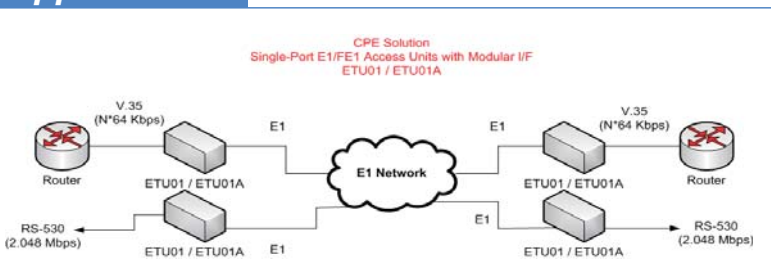 CPE Solution
Single-Port E1/FE1 Access Units with Modular I/F
ETU01 / ETU01A
V.35
(N*64 Kbps)
E1
E1
V.35
(N*64 Kbps)
E1 Network
Router
ETU01 / ETU01A
ETU01 / ETU01A
Router
RS-530
(2.048 Mbps)
ETU01 / ETU01A
E1
E1
ETU01 / ETU01A
RS-530
(2.048 Mbps)